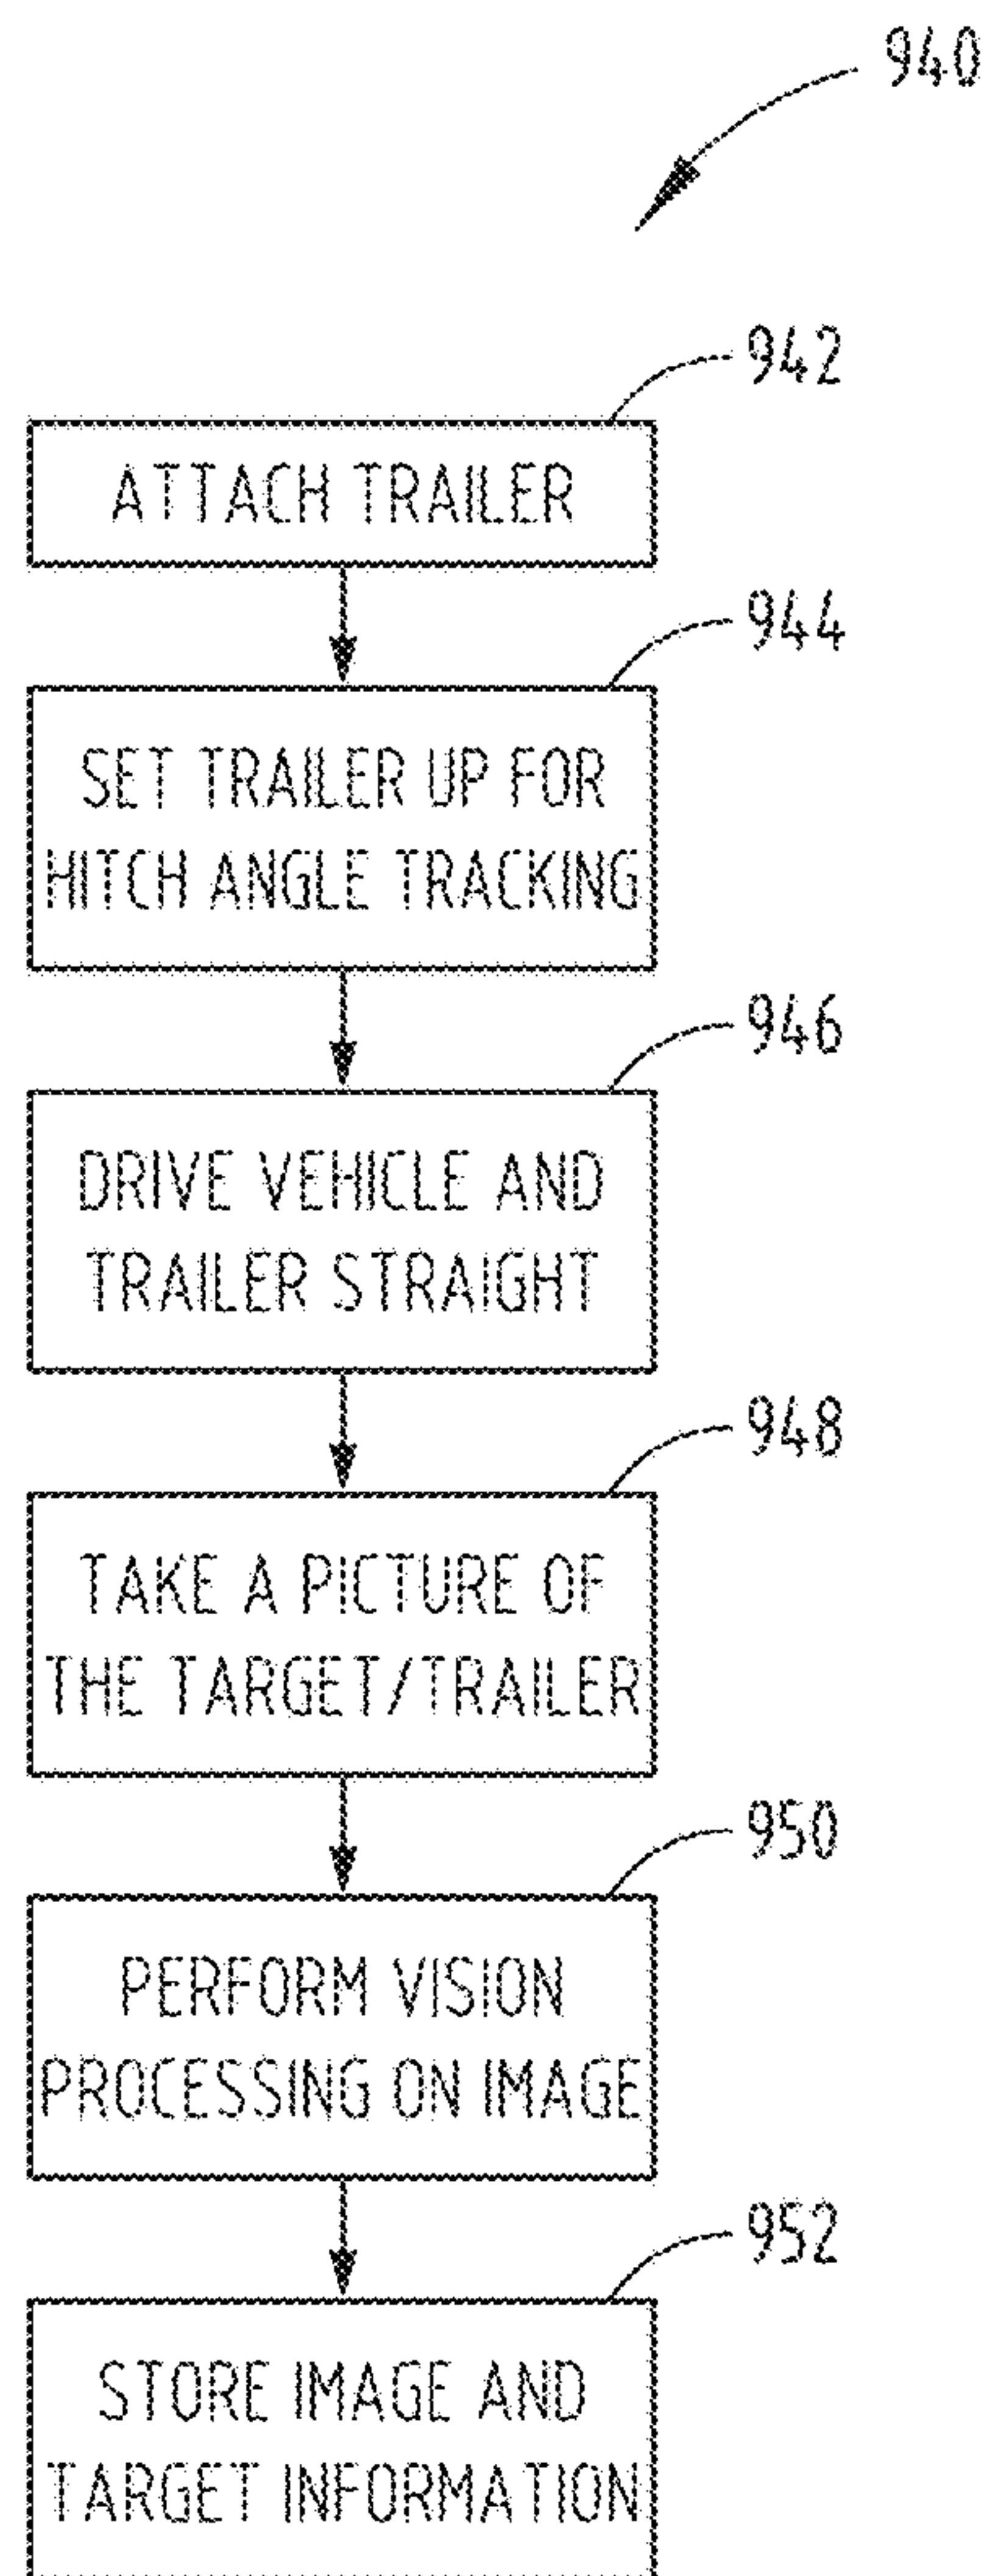 940
942
ATTACH TRAILER
944
SET TRAILER UP FOR
HITCH ANGLE TRACKING
946
DRIVE VEHICLE AND
TRAILER STRAIGHT
948
TAKE A PICTURE OF
THE TARGET/TRAILER
950
PERFORM VISION
PROCESSING ON IMAGE
952
STORE IMAGE AND
TARGET INFORMATION